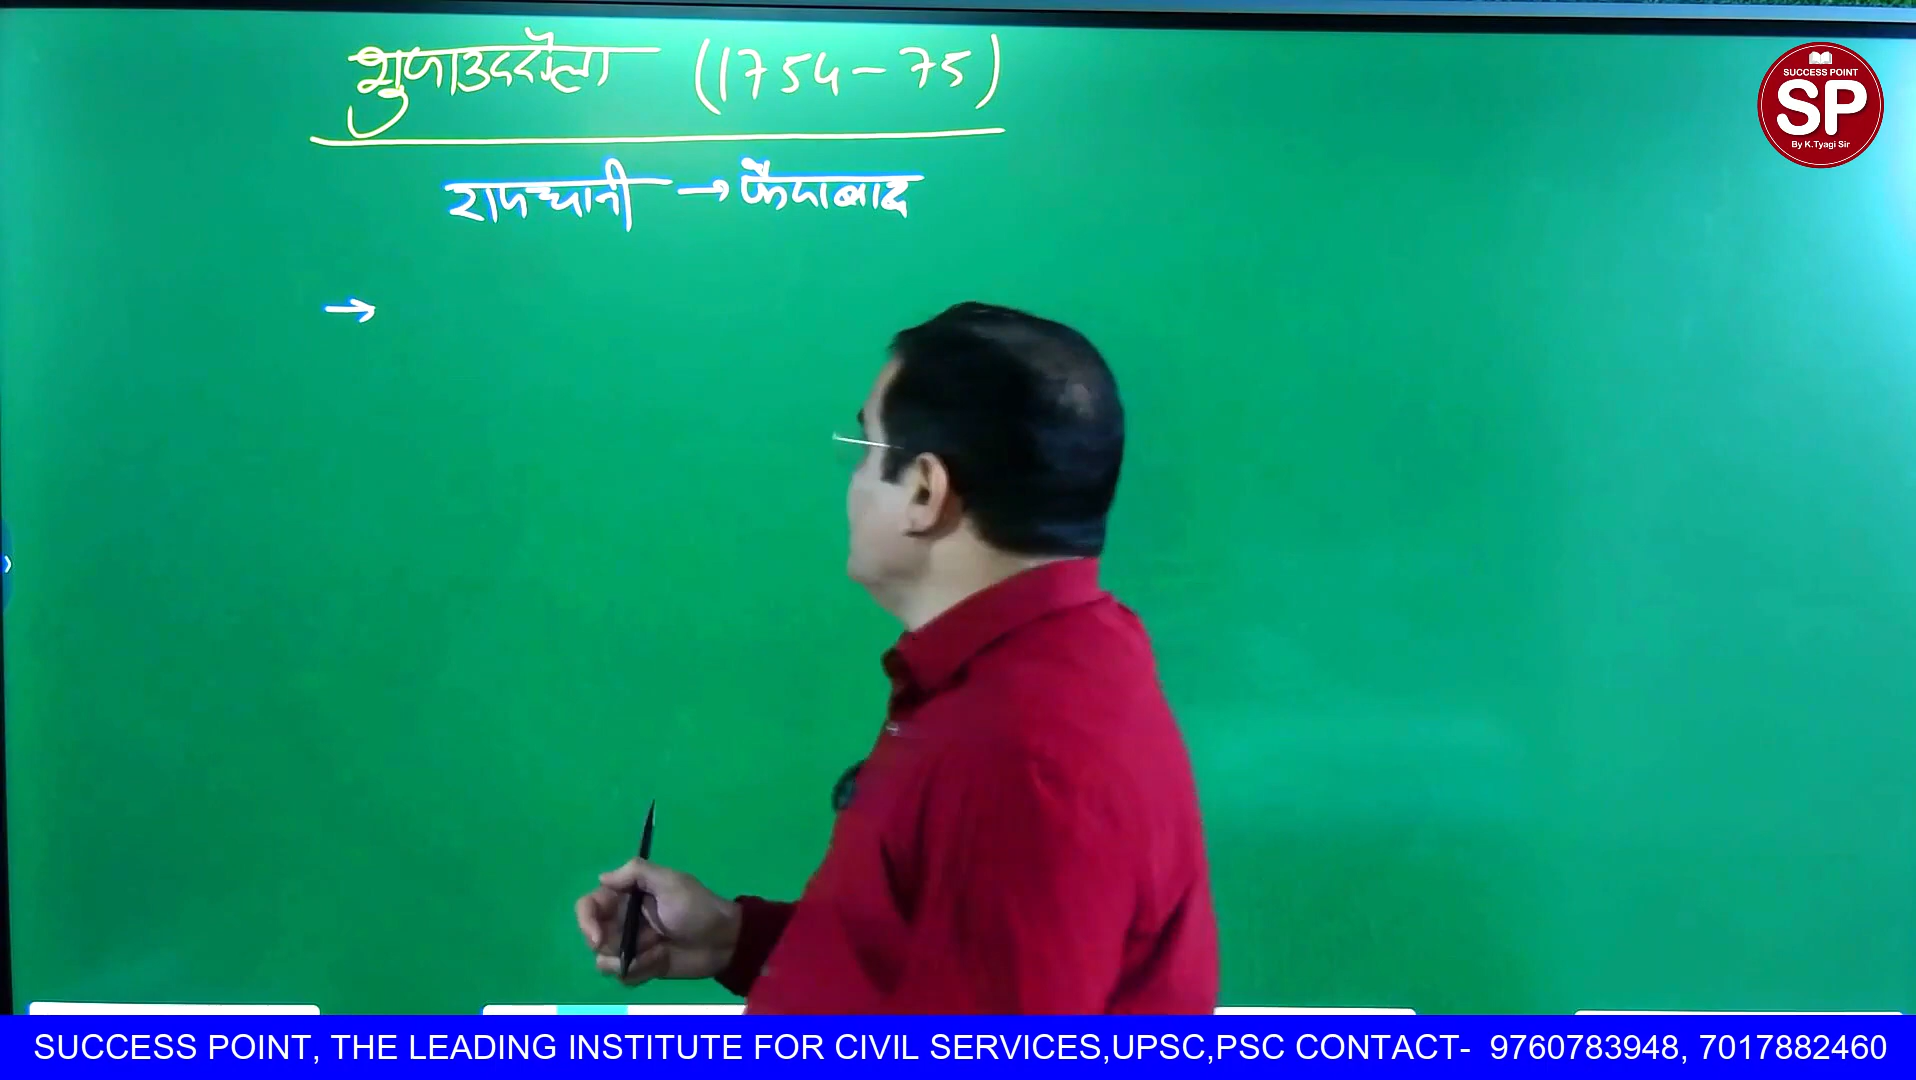 शुजाउददौला (1754-75)
राजधानी → फैजाबाद
→
SUCCESS POINT
SP
By K.Tyagi Sir
SUCCESS POINT, THE LEADING INSTITUTE FOR CIVIL SERVICES,UPSC,PSC CONTACT- 9760783948, 7017882460